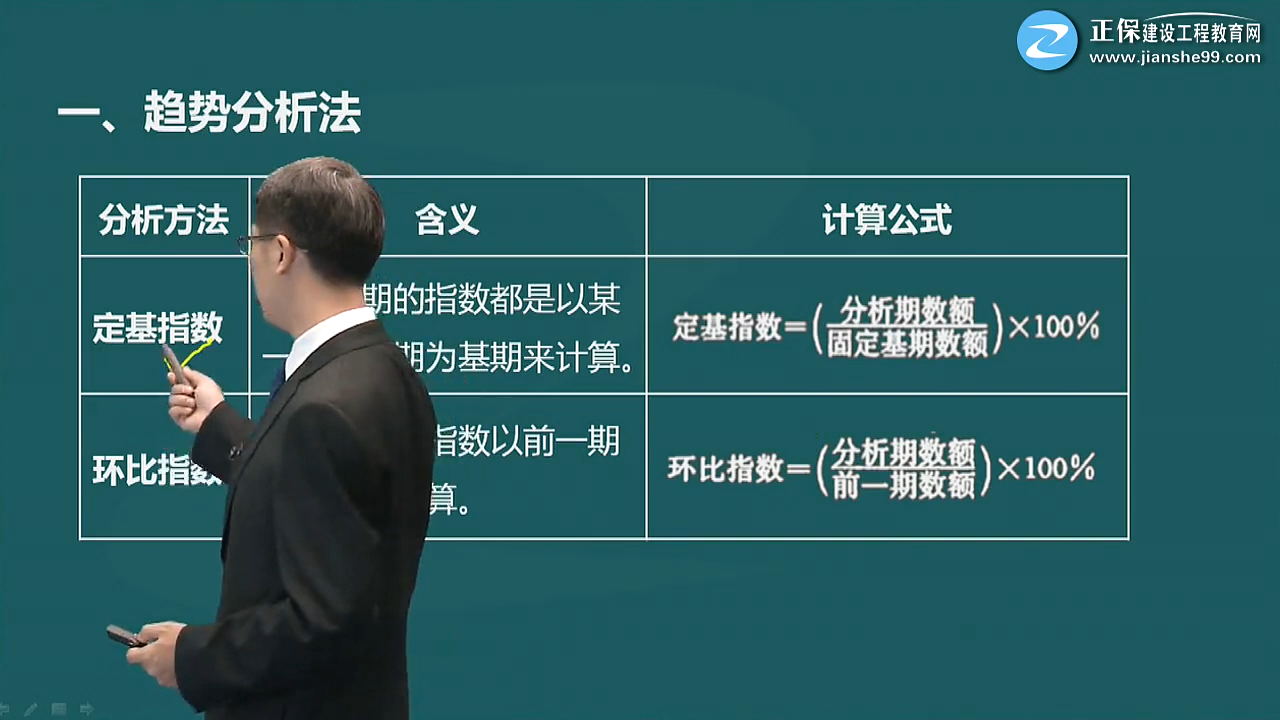 正保建设工程教育网
www.jianshe99.com
一、趋势分析法
分析方法
含义
计算公式
定基指数
期的指数都是以某
一
期为基期来计算。
定基指数=(分析期数额/固定基期数额)×100%
环比指数
指数以前一期
算。
环比指数=(分析期数额/前一期数额)×100%